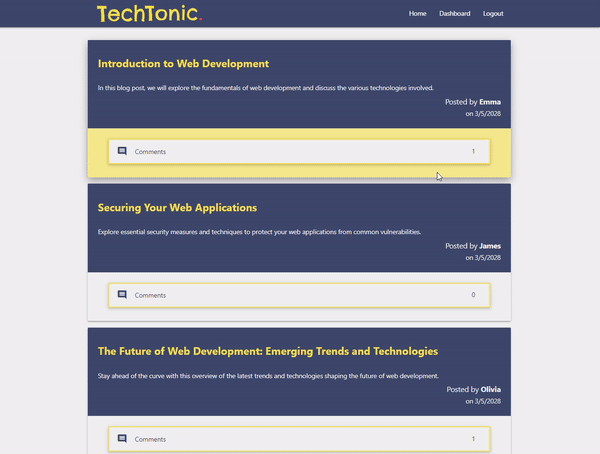 TechTonic.
Home Dashboard Logout
Introduction to Web Development
In this blog post, we will explore the fundamentals of web development and discuss the various technologies involved.
Posted by Emma
on 3/5/2028
Comments 1
Securing Your Web Applications
Explore essential security measures and techniques to protect your web applications from common vulnerabilities.
Posted by James
on 3/5/2028
Comments 0
The Future of Web Development: Emerging Trends and Technologies
Stay ahead of the curve with this overview of the latest trends and technologies shaping the future of web development.
Posted by Olivia
on 3/5/2028
Comments 1